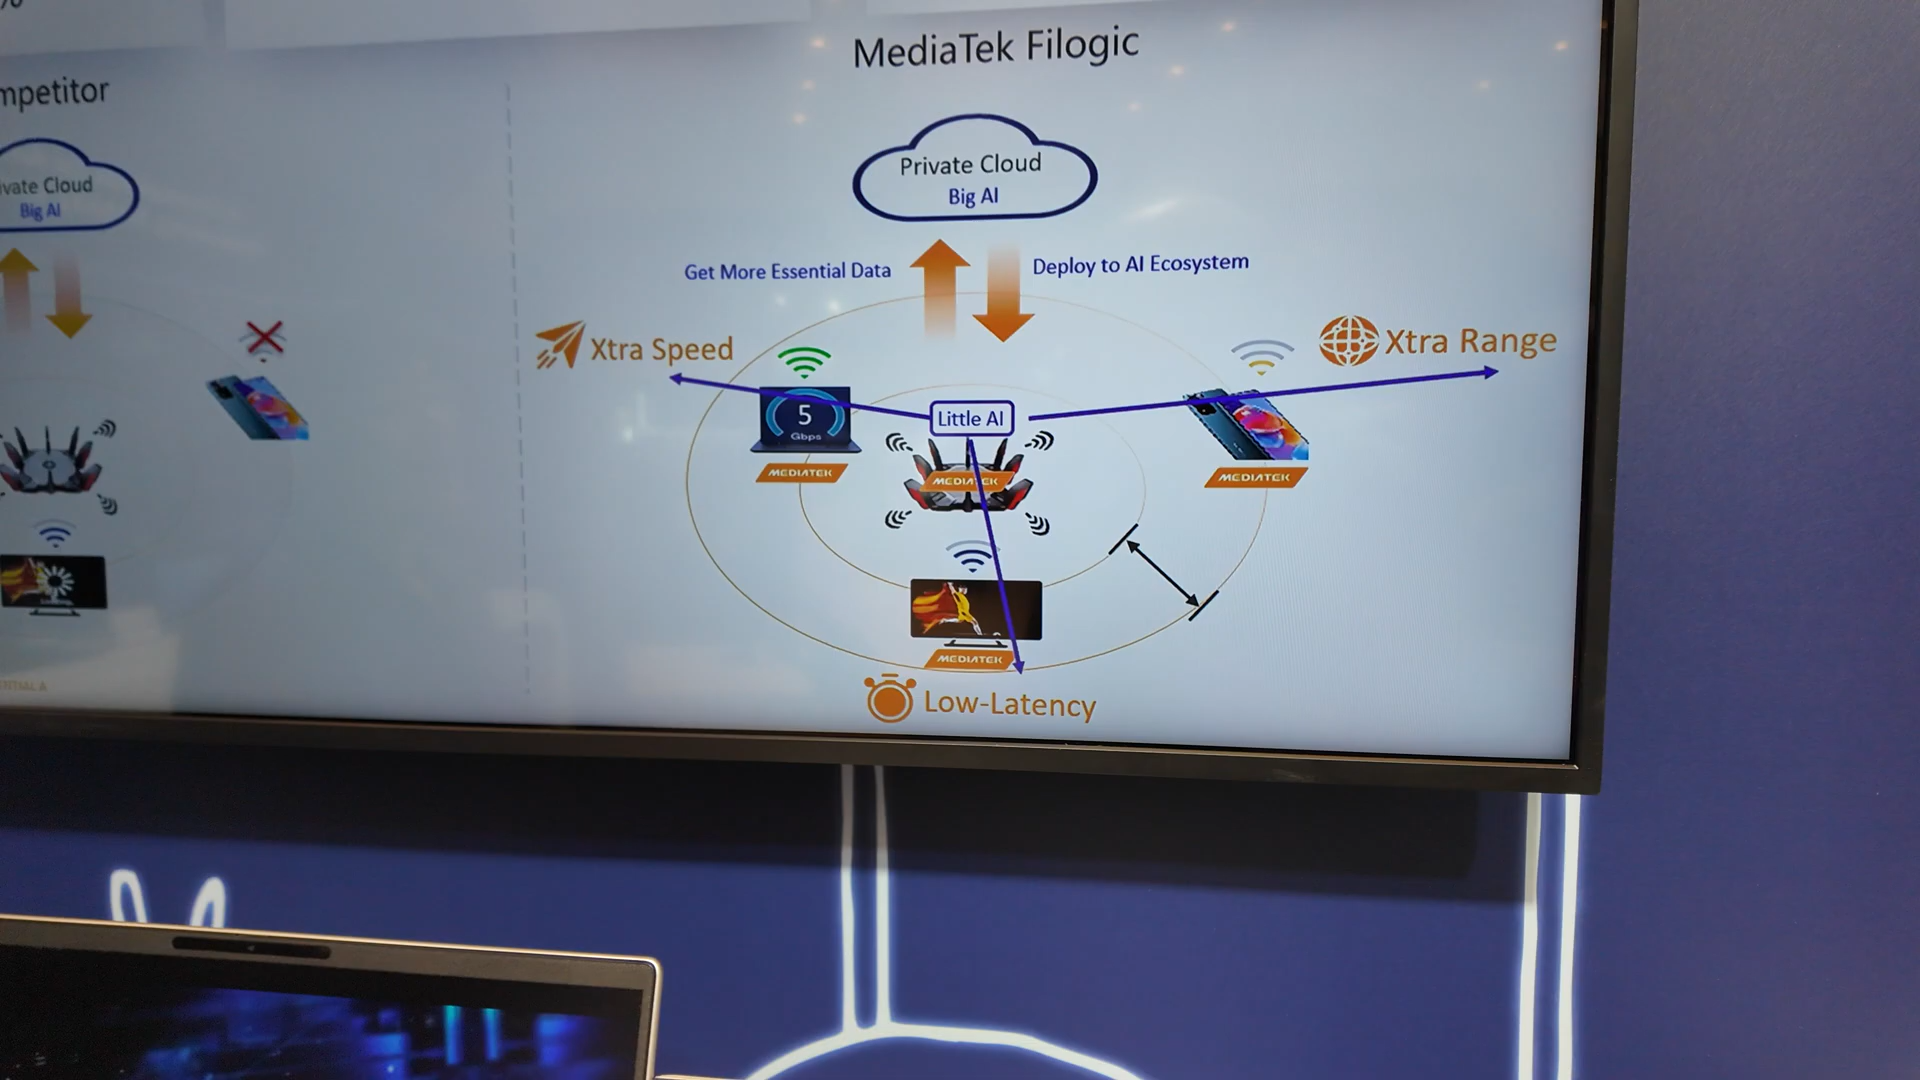 MediaTek Filogic
mpetitor
Private Cloud
Big AI
vate Cloud
Big AI
Get More Essential Data
Deploy to AI Ecosystem
Xtra Speed
Xtra Range
5
Gbps
Little AI
MEDIATEK
MEDIATEK
MEDIATEK
MEDIATEK
Low-Latency
ENTIAL A